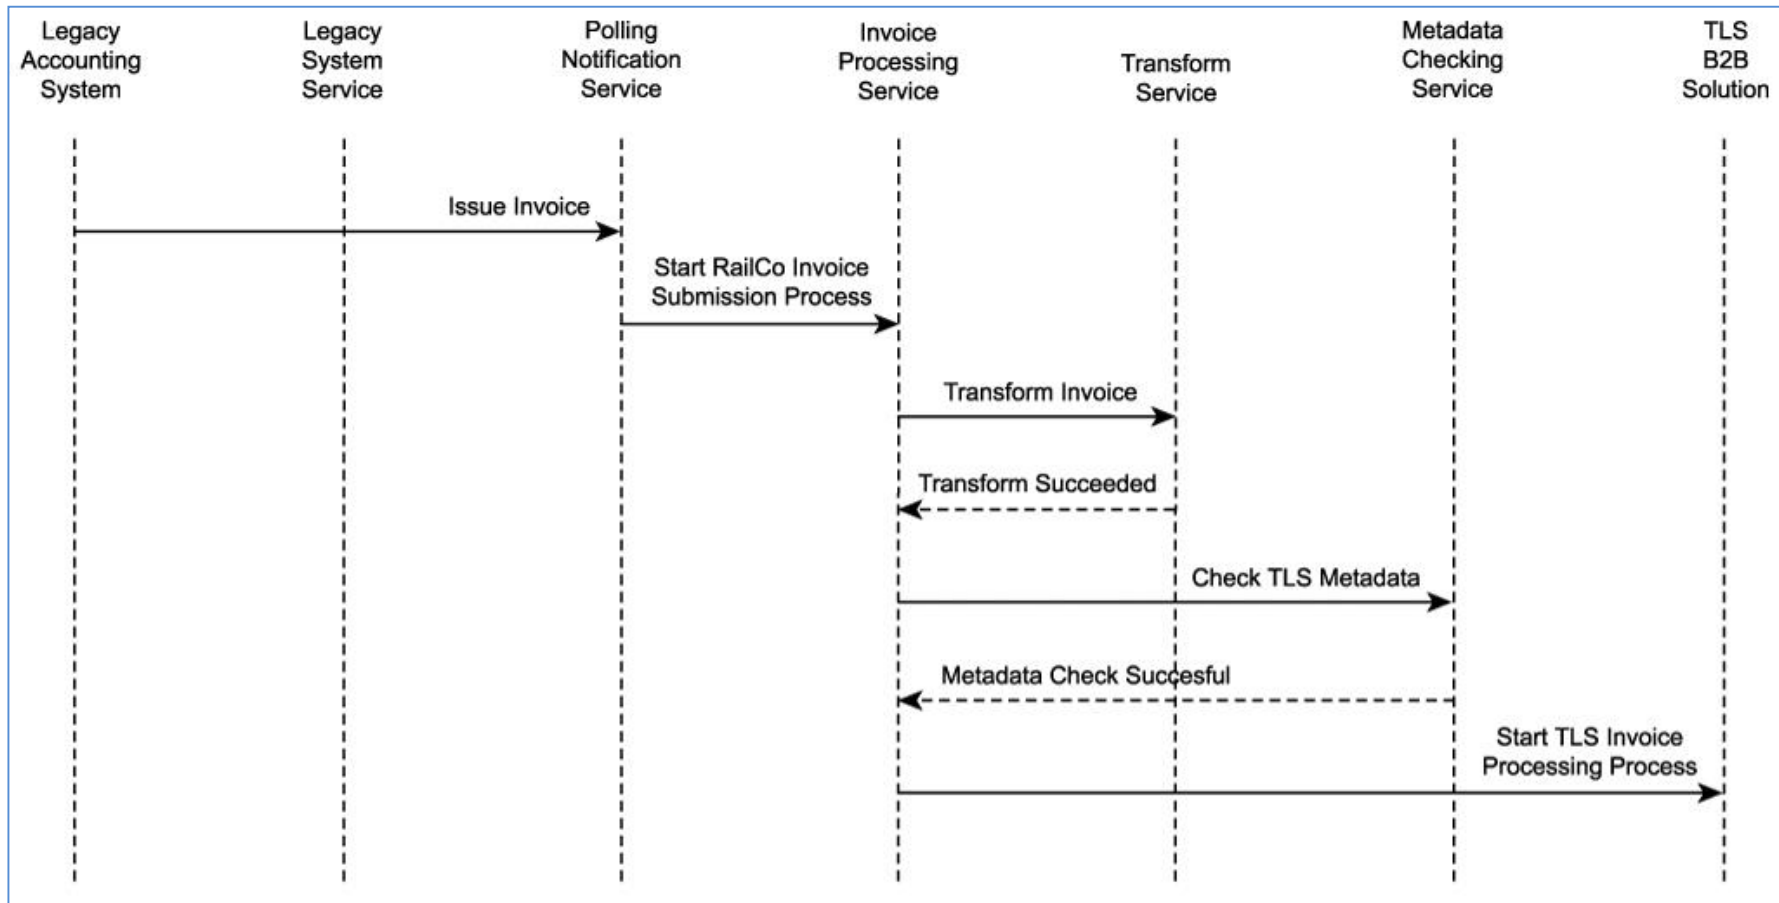 Legacy
Accounting
System
Legacy
System
Service
Polling
Notification
Service
Invoice
Processing
Service
Transform
Service
Metadata
Checking
Service
TLS
B2B
Solution
Issue Invoice
Start RailCo Invoice
Submission Process
Transform Invoice
Transform Succeeded
Check TLS Metadata
Metadata Check Succesful
Start TLS Invoice
Processing Process